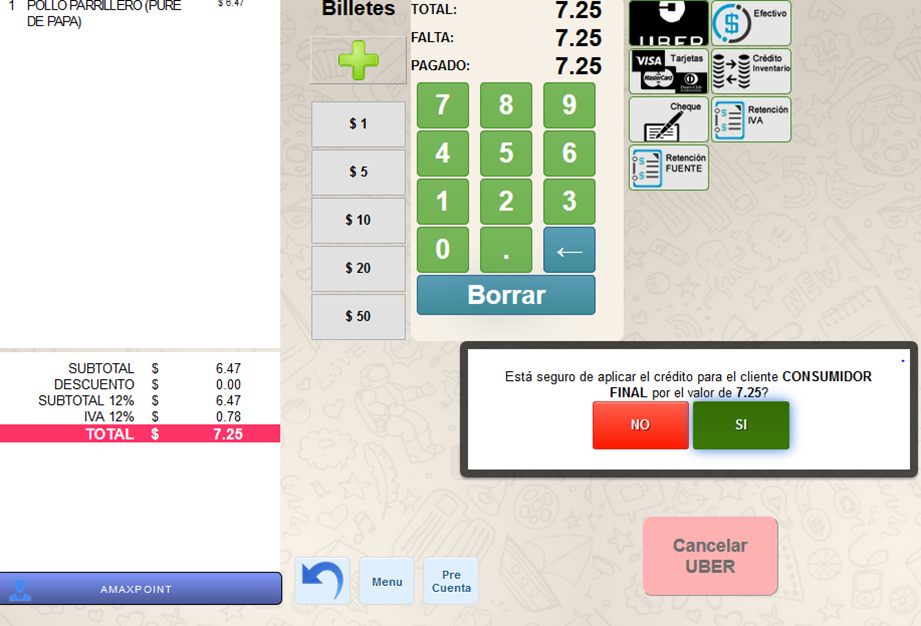 1 POLLO PARRILLERO (PURE DE PAPA) $ 6.47
SUBTOTAL $ 6.47
DESCUENTO $ 0.00
SUBTOTAL 12% $ 6.47
IVA 12% $ 0.78
TOTAL $ 7.25
AMAXPOINT
Billetes
$ 1
$ 5
$ 10
$ 20
$ 50
TOTAL: 7.25
FALTA: 7.25
PAGADO: 7.25
7 8 9
4 5 6
1 2 3
0 . ←
Borrar
UBER
Efectivo
VISA Tarjetas
MasterCard
Diners Club
Crédito
Inventario
Cheque
Retención
IVA
Retención
FUENTE
Está seguro de aplicar el crédito para el cliente CONSUMIDOR
FINAL por el valor de 7.25?
NO SI
Cancelar
UBER
Menu
Pre
Cuenta